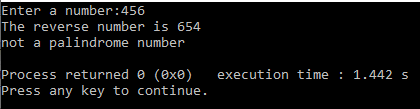 Enter a number:456
The reverse number is 654
not a palindrome number
Process returned 0 (0x0)   execution time : 1.442 s
Press any key to continue.